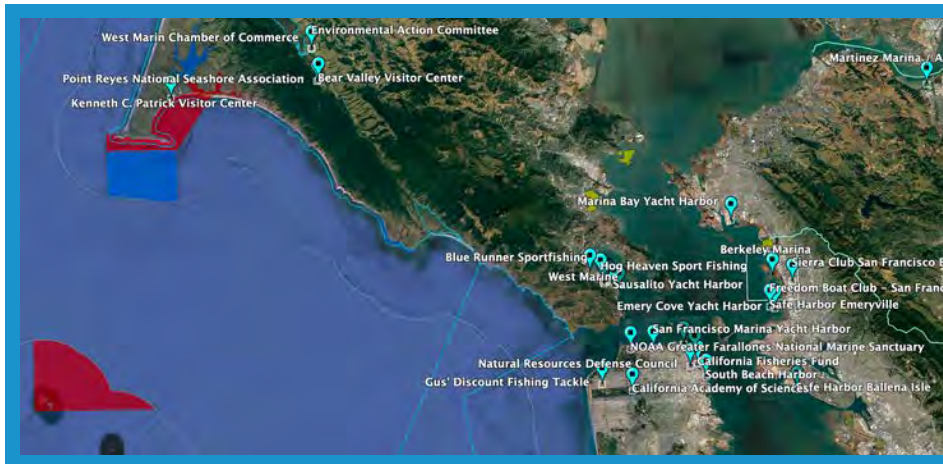 Environmental Action Committee
West Marin Chamber of Commerce
Martinez Marina / A
Point Reyes National Seashore Association
Bear Valley Visitor Center
Kenneth C. Patrick Visitor Center
Marina Bay Yacht Harbor
Berkeley Marina
Blue Runner Sportfishing
Hog Heaven Sport Fishing
Sierra Club San Francisco B
West Marine
Sausalito Yacht Harbor
Freedom Boat Club - San Franc
Emery Cove Yacht Harbor
Safe Harbor Emeryville
San Francisco Marina Yacht Harbor
NOAA Greater Farallones National Marine Sanctuary
Natural Resources Defense Council
California Fisheries Fund
South Beach Harbor
Gus' Discount Fishing Tackle
California Academy of Sciences
Safe Harbor Ballena Isle